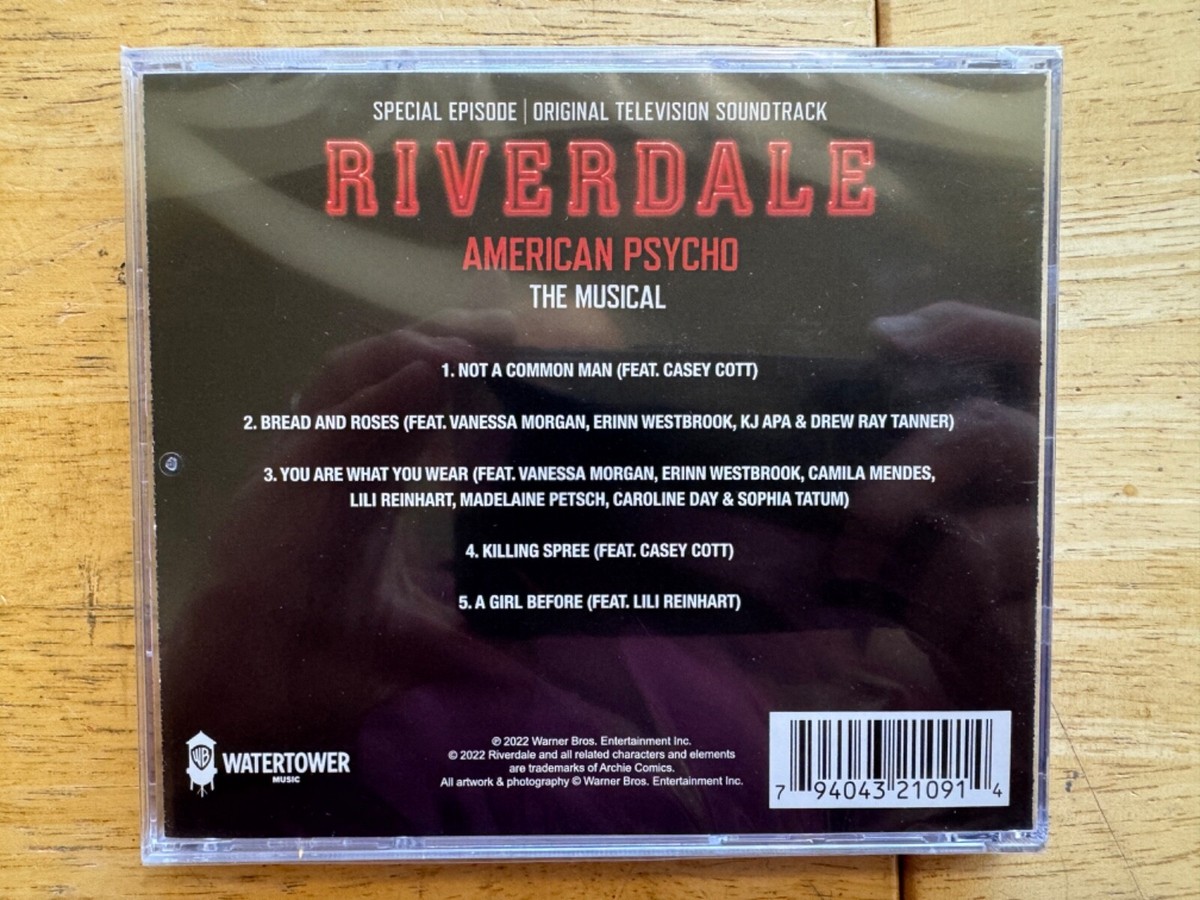 SPECIAL EPISODE | ORIGINAL TELEVISION SOUNDTRACK
RIVERDALE
AMERICAN PSYCHO
THE MUSICAL
1. NOT A COMMON MAN (FEAT. CASEY COTT)
2. BREAD AND ROSES (FEAT. VANESSA MORGAN, ERINN WESTBROOK, KJ APA & DREW RAY TANNER)
3. YOU ARE WHAT YOU WEAR (FEAT. VANESSA MORGAN, ERINN WESTBROOK, CAMILA MENDES,
LILI REINHART, MADELAINE PETSCH, CAROLINE DAY & SOPHIA TATUM)
4. KILLING SPREE (FEAT. CASEY COTT)
5. A GIRL BEFORE (FEAT. LILI REINHART)
WB
WATERTOWER
MUSIC
℗ 2022 Warner Bros. Entertainment Inc.
© 2022 Riverdale and all related characters and elements
are trademarks of Archie Comics.
All artwork & photography © Warner Bros. Entertainment Inc.
7 94043 21091 4